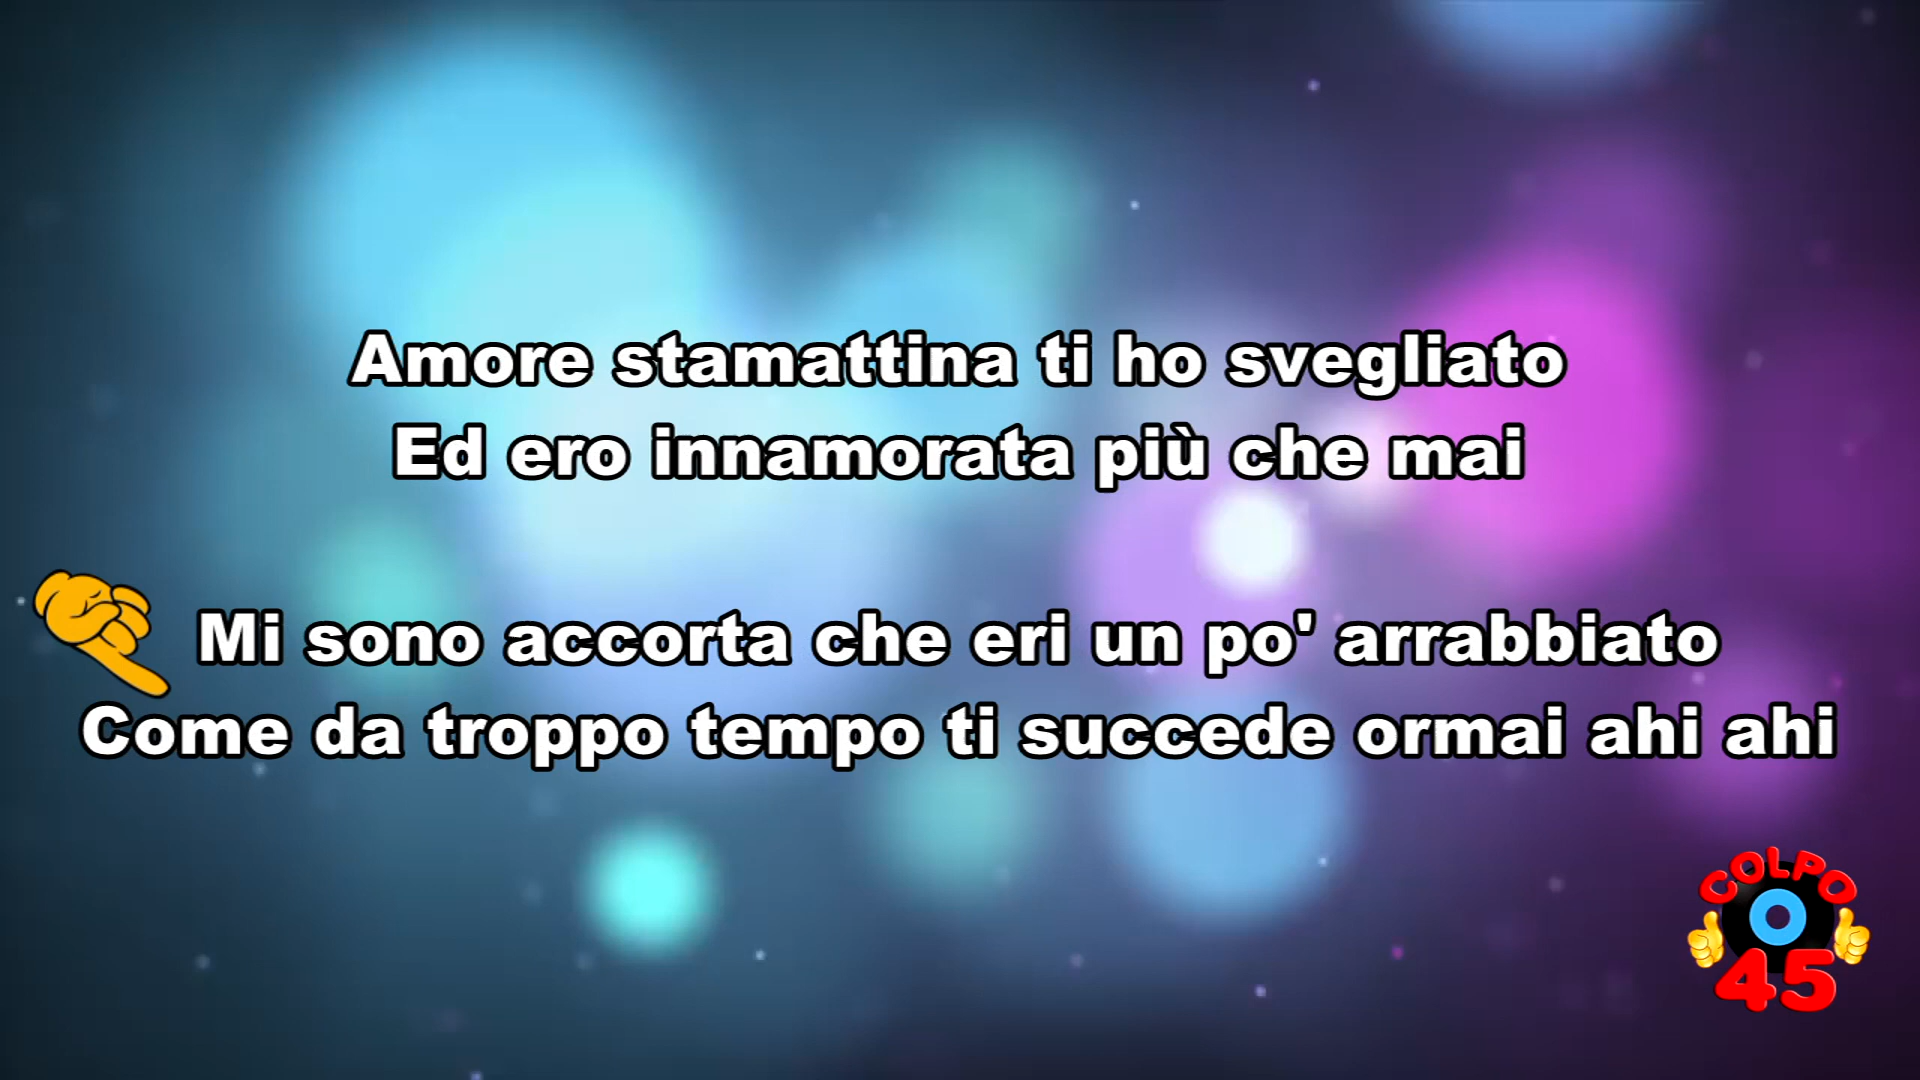 Amore stamattina ti ho svegliato
Ed ero innamorata più che mai
Mi sono accorta che eri un po' arrabbiato
Come da troppo tempo ti succede ormai ahi ahi
COLPO
45